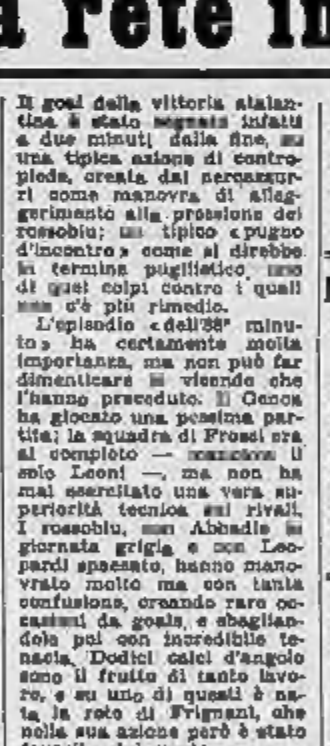 a rete in
Il goal della vittoria atalan-
tina è stato segnato infatti
a due minuti dalla fine, su
una tipica azione di contro-
piede, creata dai nerazzur-
ri come manovra di alleg-
gerimento alla pressione dei
rossoblu; un tipico «pugno
d'incontro» come si direbbe
in termine pugilistico, uno
di quei colpi contro i quali
non c'è più rimedio.
L'episodio «dell'88° minu-
to» ha certamente molta
importanza, ma non può far
dimenticare le vicende che
l'hanno preceduto. Il Genoa
ha giocato una pessima par-
tita; la squadra di Frossi era
al completo — mancava il
solo Leoni —, ma non ha
mai esercitato una vera su-
periorità tecnica sui rivali.
I rossoblu, con Abbadie in
giornata grigia e con Leo-
pardi spaesato, hanno mano-
vrato molto ma con tanta
confusione, creando rare oc-
casioni da goals, e sbaglian-
dole poi con incredibile te-
nacia. Dodici calci d'angolo
sono il frutto di tanto lavo-
ro, e su uno di questi è na-
ta la rete di Frignani, che
nella sua azione però è stato